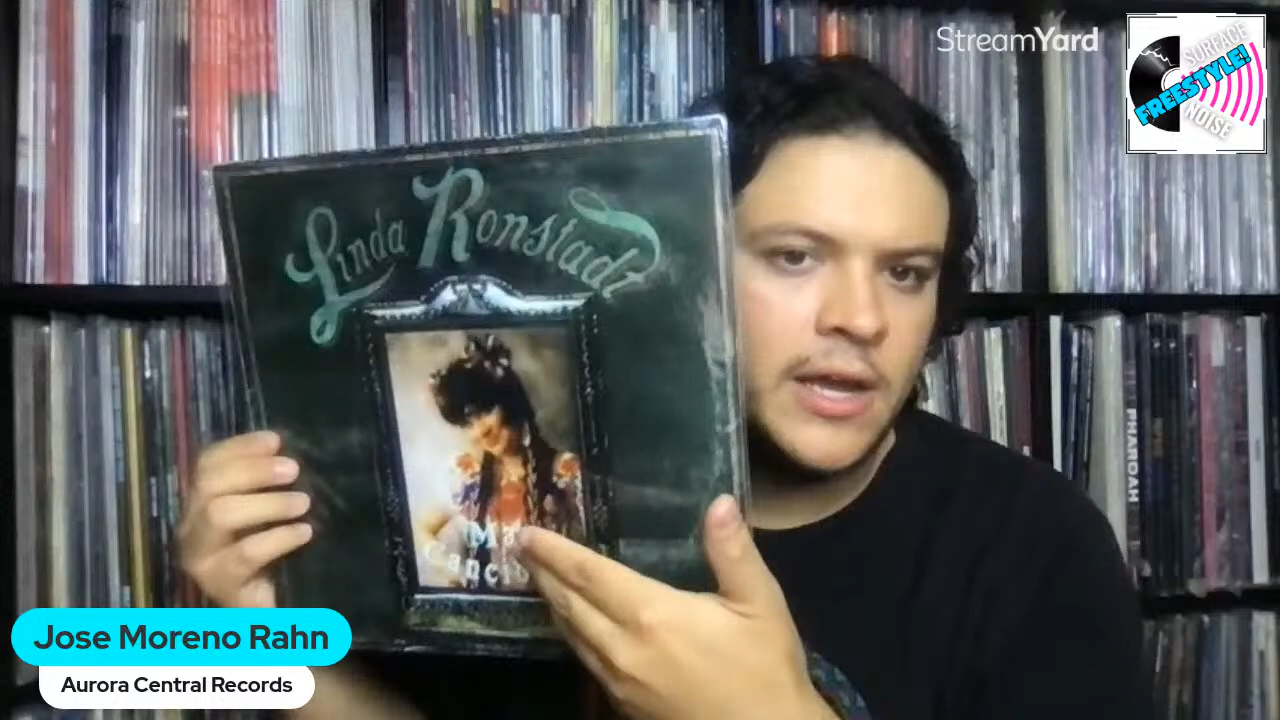 StreamYard
SURFACE
FREESTYLE!
NOISE
Linda Ronstadt
PHAROAH
Jose Moreno Rahn
Aurora Central Records